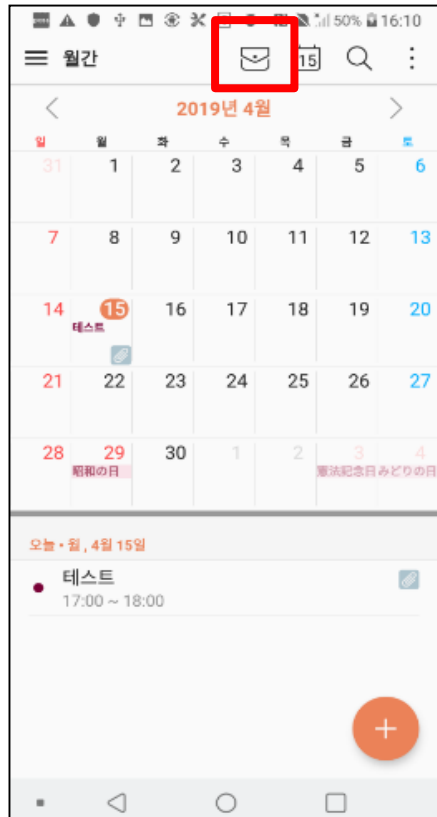 50% 16:10
월간 15
2019년 4월
일 월 화 수 목 금 토
31 1 2 3 4 5 6
7 8 9 10 11 12 13
14 15 16 17 18 19 20
테스트
21 22 23 24 25 26 27
28 29 30 1 2 3 4
昭和の日 憲法記念日 みどりの日
오늘 • 월, 4월 15일
테스트
17:00 ~ 18:00